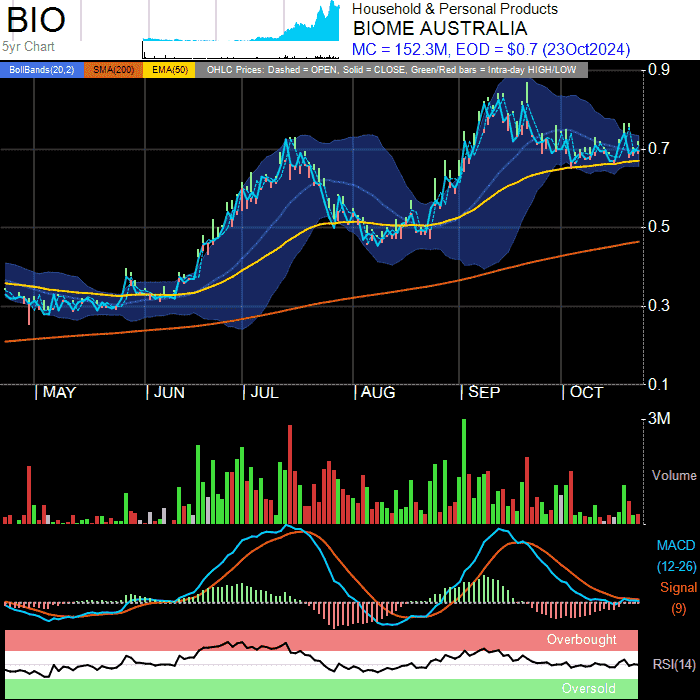 BIO
5yr Chart
Household & Personal Products
BIOME AUSTRALIA
MC = 152.3M, EOD = $0.7 (23Oct2024)
BollBands(20,2) SMA(200) EMA(50) OHLC Prices: Dashed = OPEN, Solid = CLOSE, Green/Red bars = Intra-day HIGH/LOW
0.9
0.7
0.5
0.3
0.1
MAY JUN JUL AUG SEP OCT
3M
Volume
MACD
(12-26)
Signal
(9)
Overbought
RSI(14)
Oversold